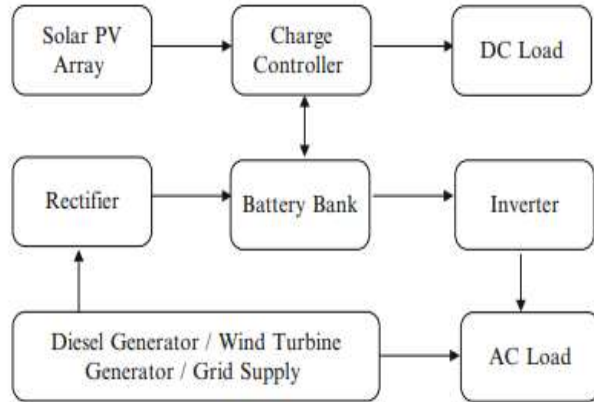 Solar PV
Array
Charge
Controller
DC Load
Rectifier
Battery Bank
Inverter
Diesel Generator / Wind Turbine
Generator / Grid Supply
AC Load